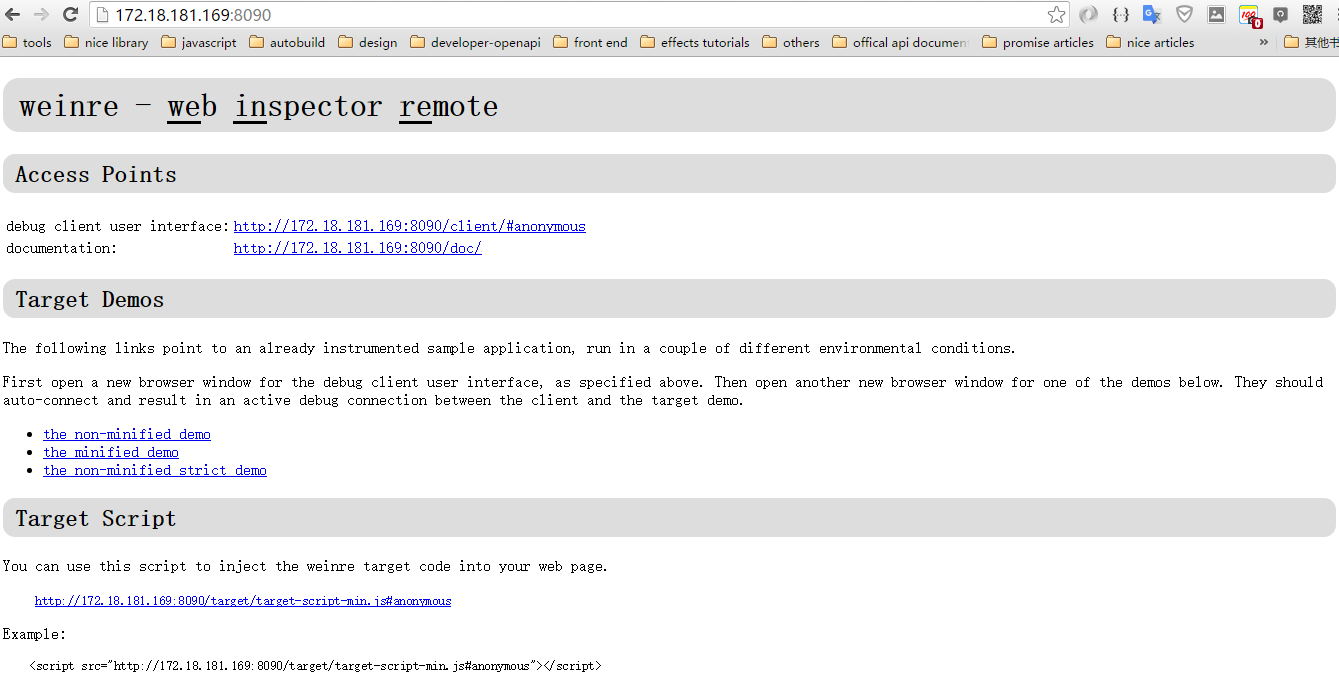 172.18.181.169:8090
tools nice library javascript autobuild design developer-openapi front end effects tutorials others offical api documen promise articles nice articles » 其他书
weinre - web inspector remote
Access Points
debug client user interface: http://172.18.181.169:8090/client/#anonymous
documentation: http://172.18.181.169:8090/doc/
Target Demos
The following links point to an already instrumented sample application, run in a couple of different environmental conditions.
First open a new browser window for the debug client user interface, as specified above. Then open another new browser window for one of the demos below. They should
auto-connect and result in an active debug connection between the client and the target demo.
the non-minified demo
the minified demo
the non-minified strict demo
Target Script
You can use this script to inject the weinre target code into your web page.
http://172.18.181.169:8090/target/target-script-min.js#anonymous
Example:
<script src="http://172.18.181.169:8090/target/target-script-min.js#anonymous"></script>